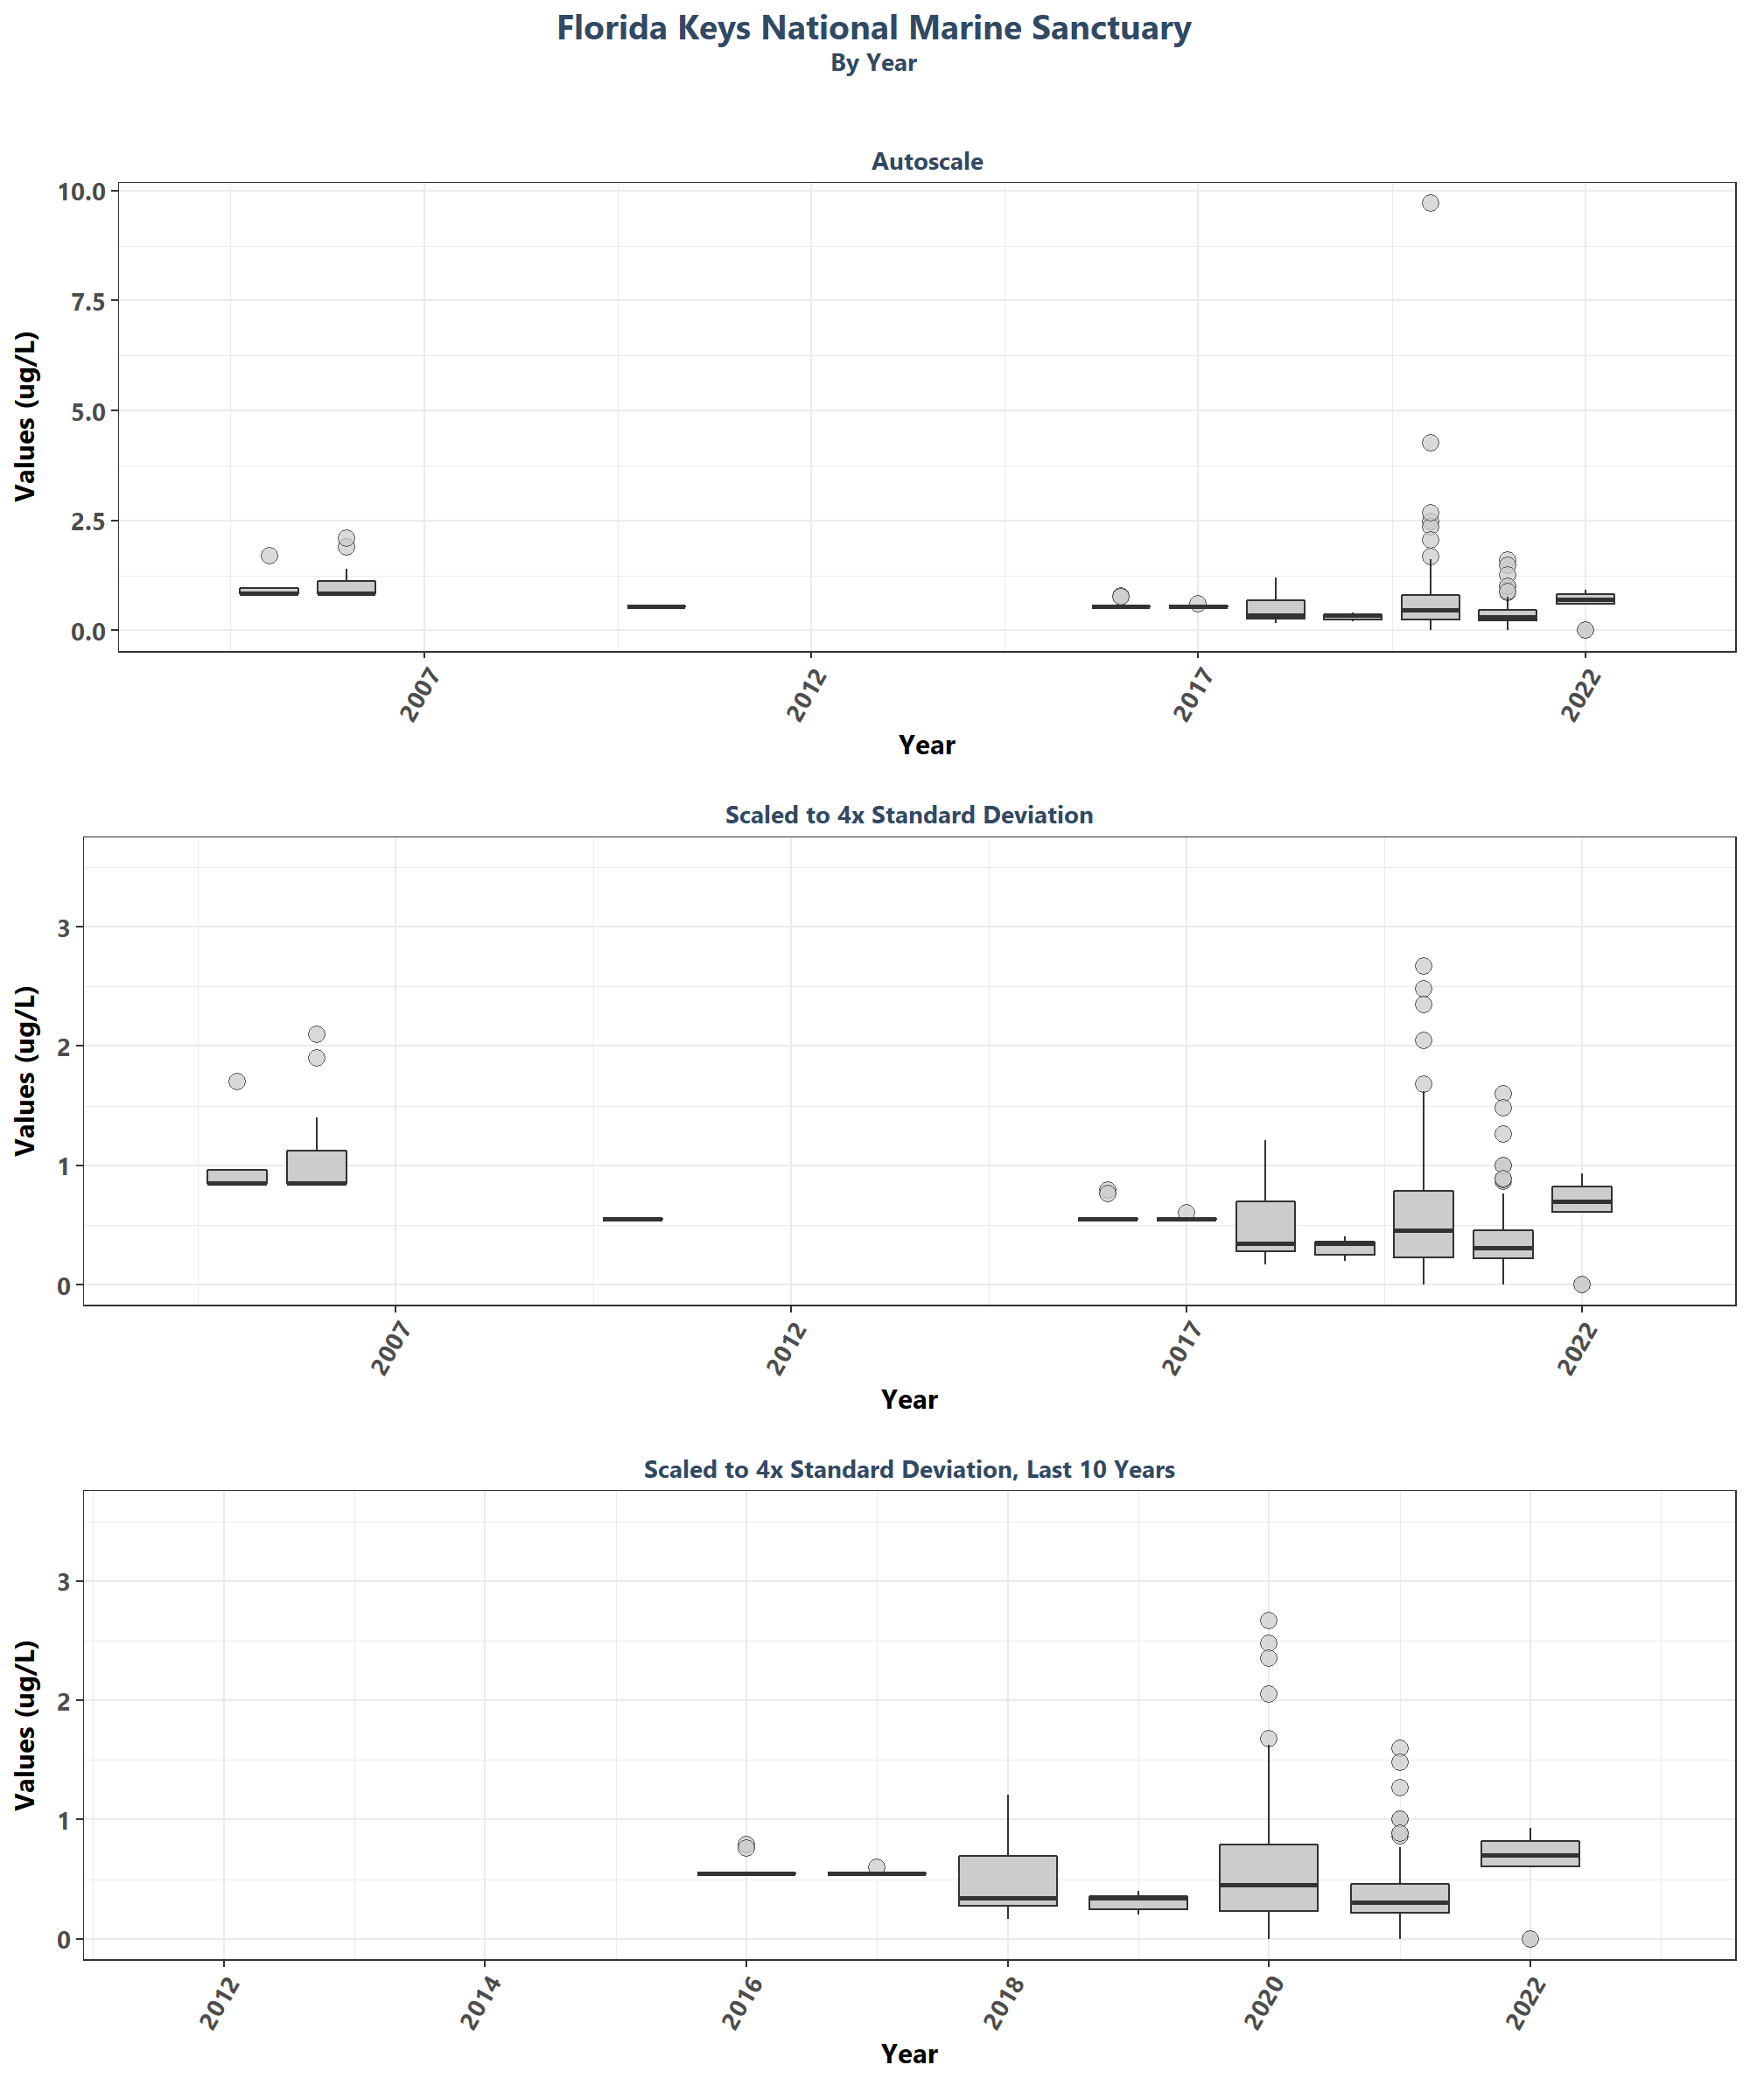 Florida Keys National Marine Sanctuary
By Year
Autoscale
Values (ug/L)
10.0
7.5
5.0
2.5
0.0
2007 2012 2017 2022
Year
Scaled to 4x Standard Deviation
Values (ug/L)
3
2
1
0
2007 2012 2017 2022
Year
Scaled to 4x Standard Deviation, Last 10 Years
Values (ug/L)
3
2
1
0
2012 2014 2016 2018 2020 2022
Year